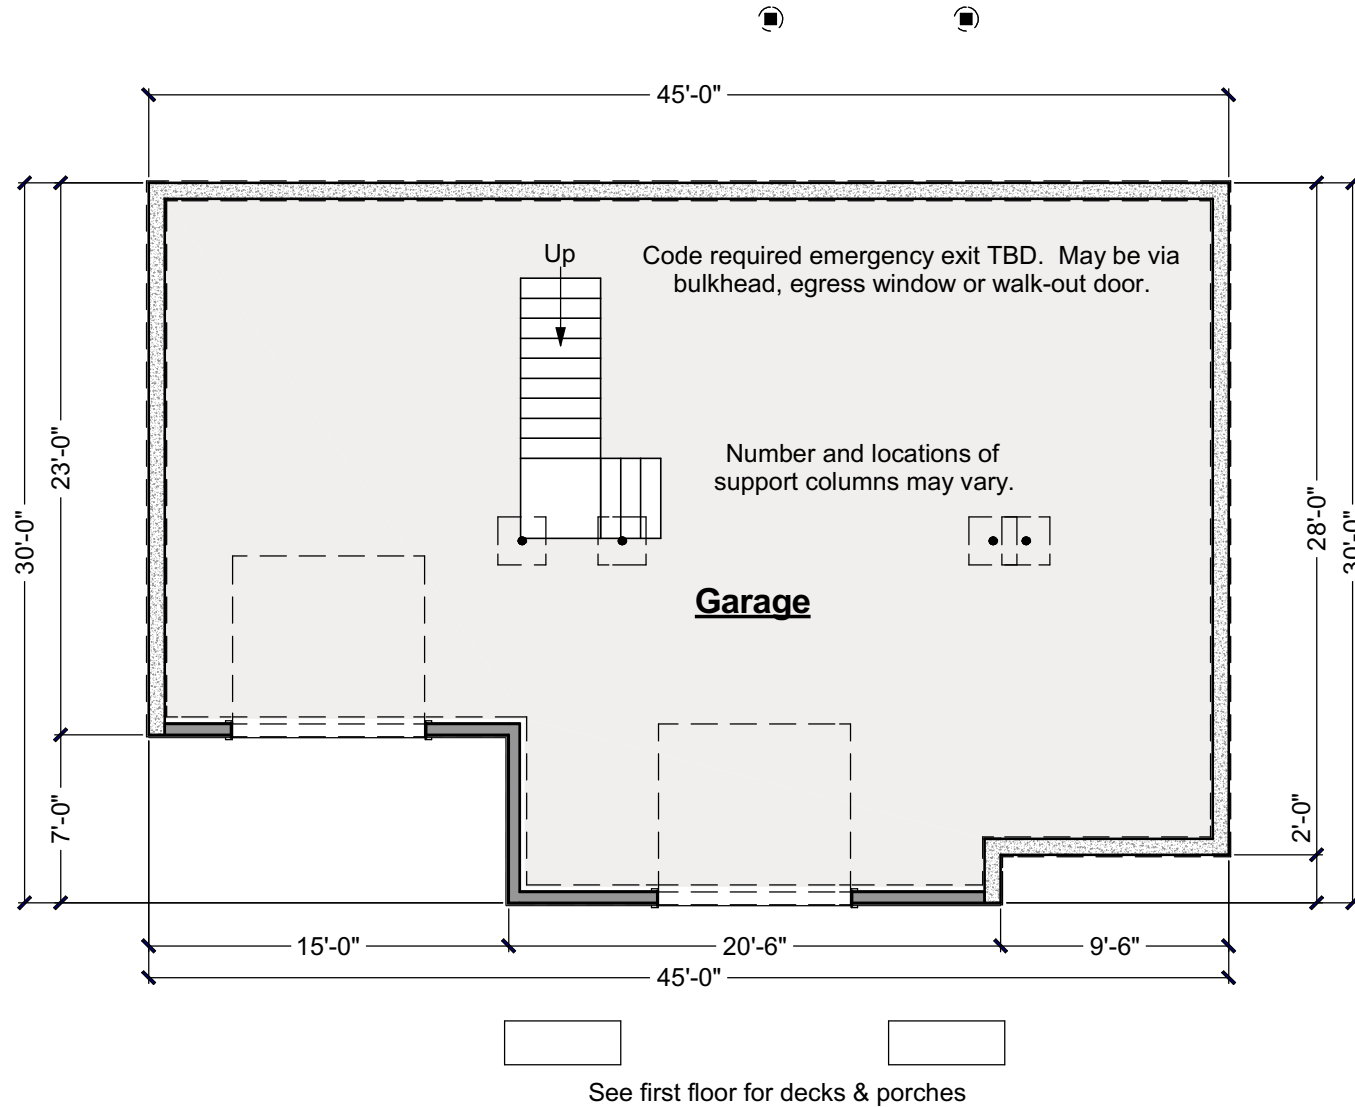 45'-0"
Up
Code required emergency exit TBD.  May be via
bulkhead, egress window or walk-out door.
23'-0"
30'-0"
Number and locations of
support columns may vary.
28'-0"
30'-0"
Garage
7'-0"
2'-0"
15'-0"
20'-6"
9'-6"
45'-0"
See first floor for decks & porches